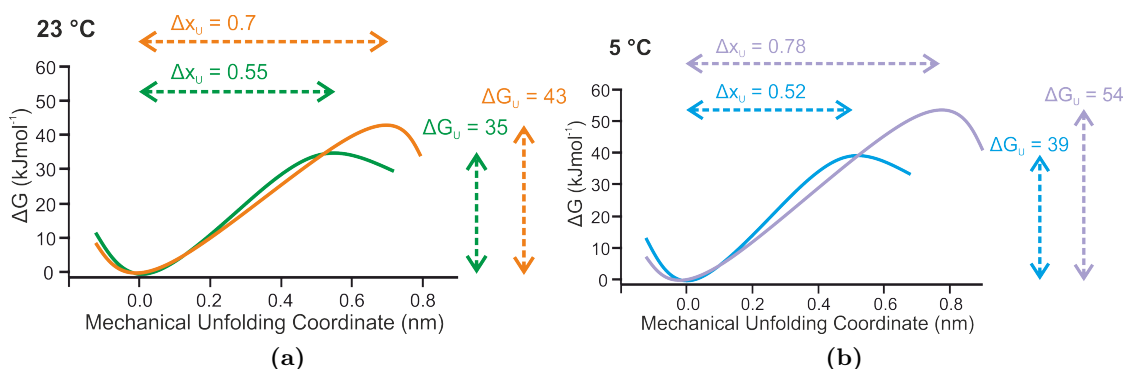 23 °C
Δx_U = 0.7
Δx_U = 0.55
ΔG_U = 43
ΔG_U = 35
60
50
40
30
20
10
0
ΔG (kJmol⁻¹)
0.0 0.2 0.4 0.6 0.8
Mechanical Unfolding Coordinate (nm)
(a)
5 °C
Δx_U = 0.78
Δx_U = 0.52
ΔG_U = 54
ΔG_U = 39
60
50
40
30
20
10
0
ΔG (kJmol⁻¹)
0.0 0.2 0.4 0.6 0.8
Mechanical Unfolding Coordinate (nm)
(b)